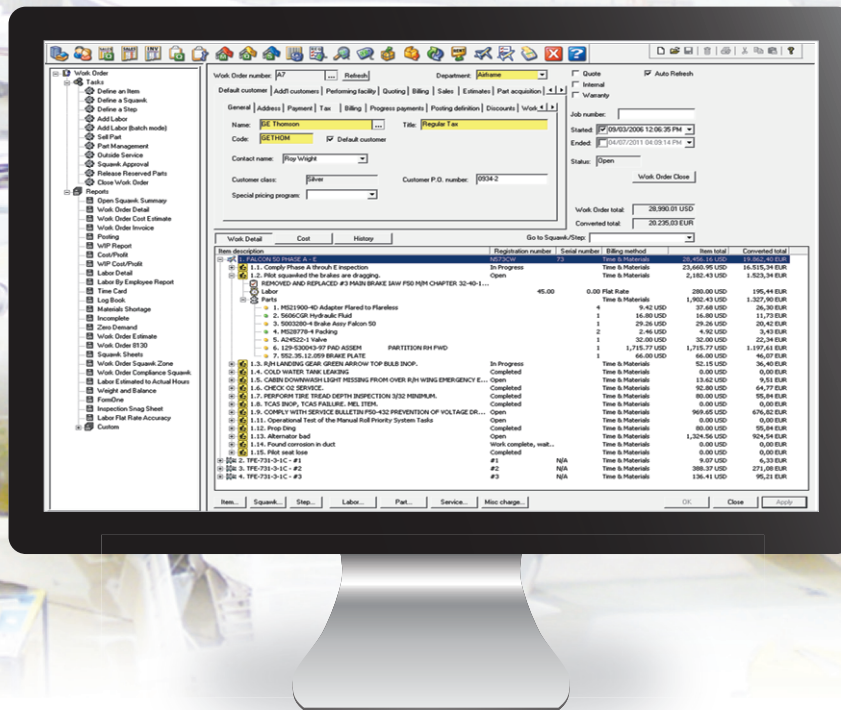 Work Order
Tasks
Define an Item
Define a Squawk
Define a Step
Add Labor
Add Labor (batch mode)
Sell Part
Part Management
Outside Service
Squawk Approval
Release Reserved Parts
Close Work Order
Reports
Open Squawk Summary
Work Order Detail
Work Order Cost Estimate
Work Order Invoice
Posting
WIP Report
Cost/Profit
WIP Cost/Profit
Labor Detail
Labor By Employee Report
Time Card
Log Book
Materials Shortage
Incomplete
Zero Demand
Work Order Estimate
Work Order 8130
Squawk Sheets
Work Order Squawk Zone
Work Order Compliance Squawk
Labor Estimated to Actual Hours
Weight and Balance
FormOne
Inspection Snag Sheet
Labor Flat Rate Accuracy
Custom
Work Order number: A7 ... Refresh Department: Airframe
Quote Auto Refresh
Internal
Warranty
Default customer Add'l customers Performing facility Quoting Billing Sales Estimates Part acquisition
General Address Payment Tax Billing Progress payments Posting definition Discounts Work
Name: GE Thomson ... Title: Regular Tax
Code: GETHOM Default customer
Contact name: Roy Wight
Customer class: Silver Customer P.O. number: 0934-2
Special pricing program:
Job number:
Started: 09/03/2006 12:06:35 PM
Ended: 04/07/2011 04:09:14 PM
Status: Open
Work Order Close
Work Order total: 28,990.01 USD
Converted total: 20.235,03 EUR
Work Detail Cost History Go to Squawk/Step:
Item description Registration number Serial number Billing method Item total Converted total
1. FALCON 50 PHASE A - E N573CW 73 Time & Materials 28,456.16 USD 19.862,40 EUR
1.1. Comply Phase A throuh E inspection In Progress Time & Materials 23,660.95 USD 16.515,34 EUR
1.2. Pilot squawked the brakes are dragging. Open Time & Materials 2,182.43 USD 1.523,34 EUR
REMOVED AND REPLACED #3 MAIN BRAKE IAW F50 M/M CHAPTER 32-40-1...
Labor 45.00 0.00 Flat Rate 280.00 USD 195,44 EUR
Parts Time & Materials 1,902.43 USD 1.327,90 EUR
1. MS21900-4D Adapter Flared to Flareless 4 9.42 USD 37.68 USD 26,30 EUR
2. 5606CGR Hydraulic Fluid 1 16.80 USD 16.80 USD 11,73 EUR
3. 5003280-4 Brake Assy Falcon 50 1 29.26 USD 29.26 USD 20,42 EUR
4. MS28778-4 Packing 2 2.46 USD 4.92 USD 3,43 EUR
5. A24522-1 Valve 1 32.00 USD 32.00 USD 22,34 EUR
6. 129-530043-97 PAD ASSEM PARTITION RH FWD 1 1,715.77 USD 1,715.77 USD 1.197,61 EUR
7. 552.35.12.059 BRAKE PLATE 1 66.00 USD 66.00 USD 46,07 EUR
1.3. R/H LANDING GEAR GREEN ARROW TOP BULB INOP. In Progress Time & Materials 52.15 USD 36,40 EUR
1.4. COLD WATER TANK LEAKING Completed Time & Materials 0.00 USD 0,00 EUR
1.5. CABIN DOWNWASH LIGHT MISSING FROM OVER R/H WING EMERGENCY E... Open Time & Materials 13.62 USD 9,51 EUR
1.6. CHECK O2 SERVICE. Completed Time & Materials 92.80 USD 64,77 EUR
1.7. PERFORM TIRE TREAD DEPTH INSPECTION 3/32 MINIMUM. Completed Time & Materials 80.00 USD 55,84 EUR
1.8. TCAS INOP, TCAS FAILURE. MEL ITEM. Completed Time & Materials 0.00 USD 0,00 EUR
1.9. COMPLY WITH SERVICE BULLETIN F50-432 PREVENTION OF VOLTAGE DR... Open Time & Materials 969.65 USD 676,82 EUR
1.11. Operational Test of the Manual Roll Priority System Tasks Open Time & Materials 0.00 USD 0,00 EUR
1.12. Prop Ding Completed Time & Materials 80.00 USD 55,84 EUR
1.13. Alternator bad Open Time & Materials 1,324.56 USD 924,54 EUR
1.14. Found corrosion in duct Work complete, wait... Time & Materials 0.00 USD 0,00 EUR
1.15. Pilot seat lose Completed Time & Materials 0.00 USD 0,00 EUR
2. TFE-731-3-1C - #1 #1 N/A Time & Materials 9.07 USD 6,33 EUR
3. TFE-731-3-1C - #2 #2 N/A Time & Materials 388.37 USD 271,08 EUR
4. TFE-731-3-1C - #3 #3 N/A Time & Materials 136.41 USD 95,21 EUR
Item... Squawk... Step... Labor... Part... Service... Misc charge... OK Close Apply